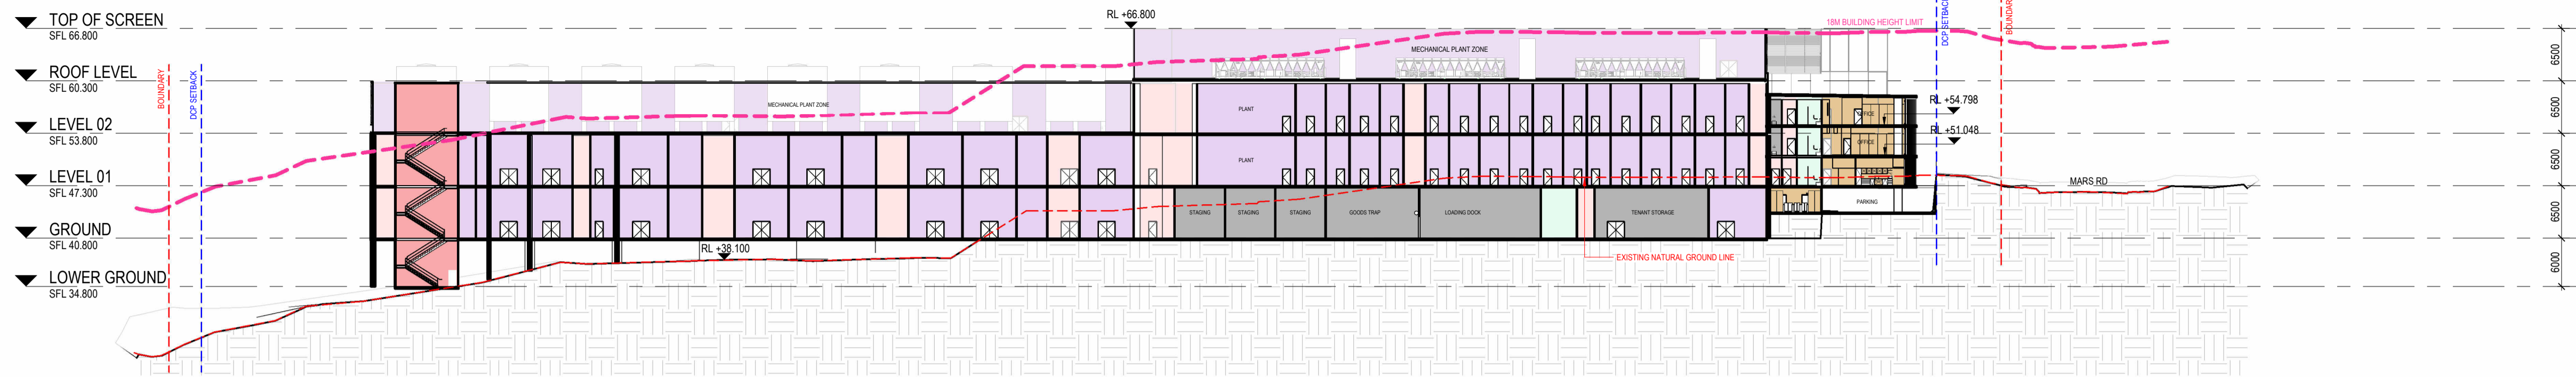 TOP OF SCREEN
SFL 66.800
ROOF LEVEL
SFL 60.300
LEVEL 02
SFL 53.800
LEVEL 01
SFL 47.300
GROUND
SFL 40.800
LOWER GROUND
SFL 34.800
BOUNDARY
DCP SETBACK
MECHANICAL PLANT ZONE
RL +38.100
RL +66.800
MECHANICAL PLANT ZONE
PLANT
PLANT
STAGING
STAGING
STAGING
GOODS TRAP
LOADING DOCK
TENANT STORAGE
EXISTING NATURAL GROUND LINE
18M BUILDING HEIGHT LIMIT
OFFICE
OFFICE
RL +54.798
RL +51.048
PARKING
MARS RD
DCP SETBACK
BOUNDARY
6500
6500
6500
6500
6000